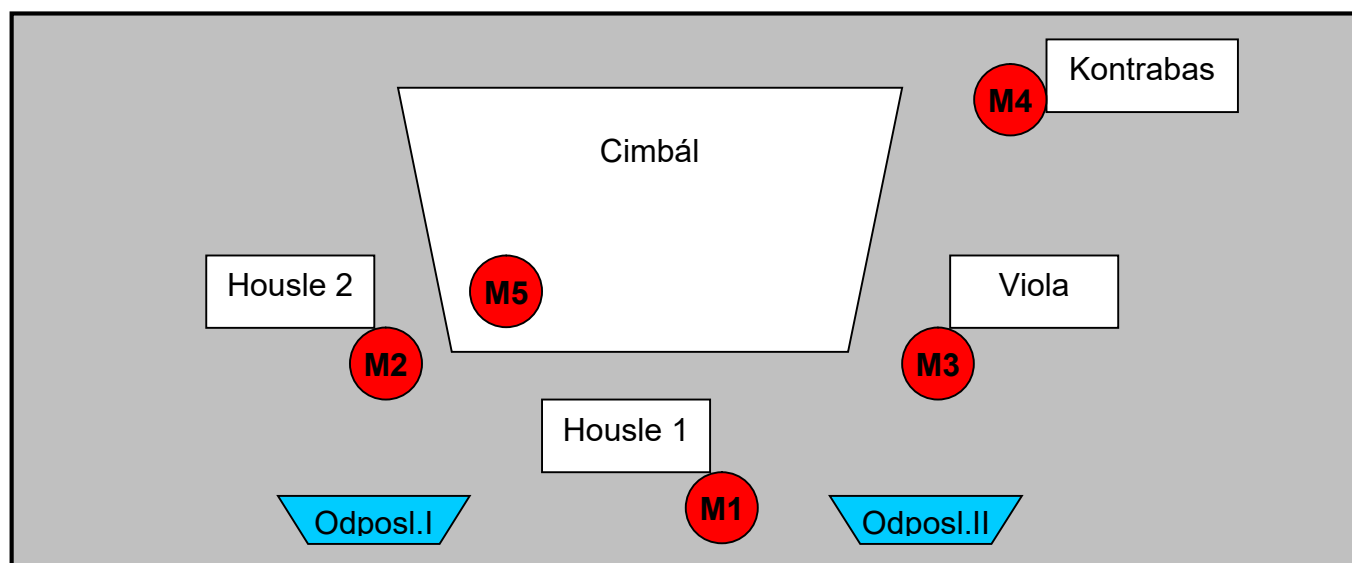 Kontrabas
M4
Cimbál
Housle 2
M5
Viola
M2
M3
Housle 1
M1
Odposl.I
Odposl.II